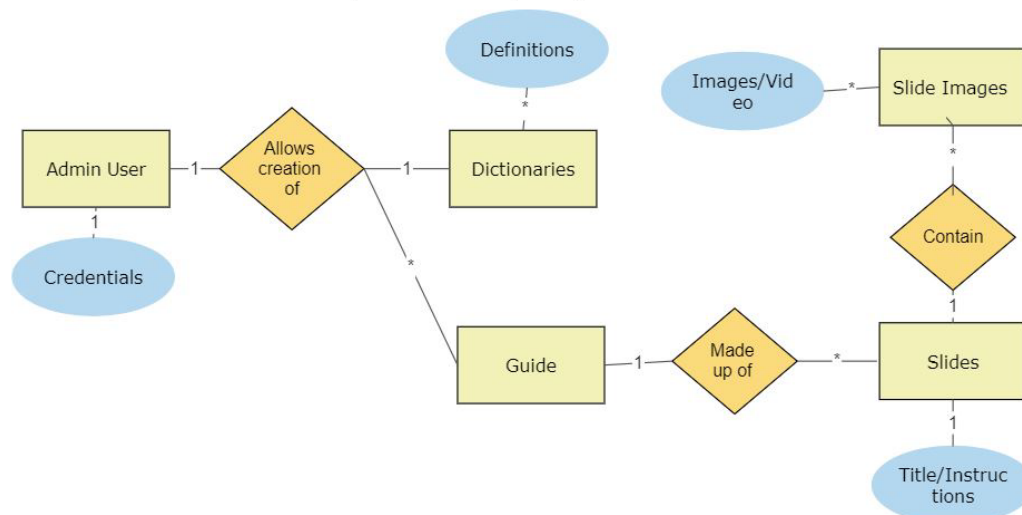 Definitions
*
Images/Vid
eo
*
Slide Images
*
Admin User
1
Allows
creation
of
1
Dictionaries
1
Credentials
*
Contain
1
Guide
1
Made
up of
*
Slides
1
Title/Instruc
tions